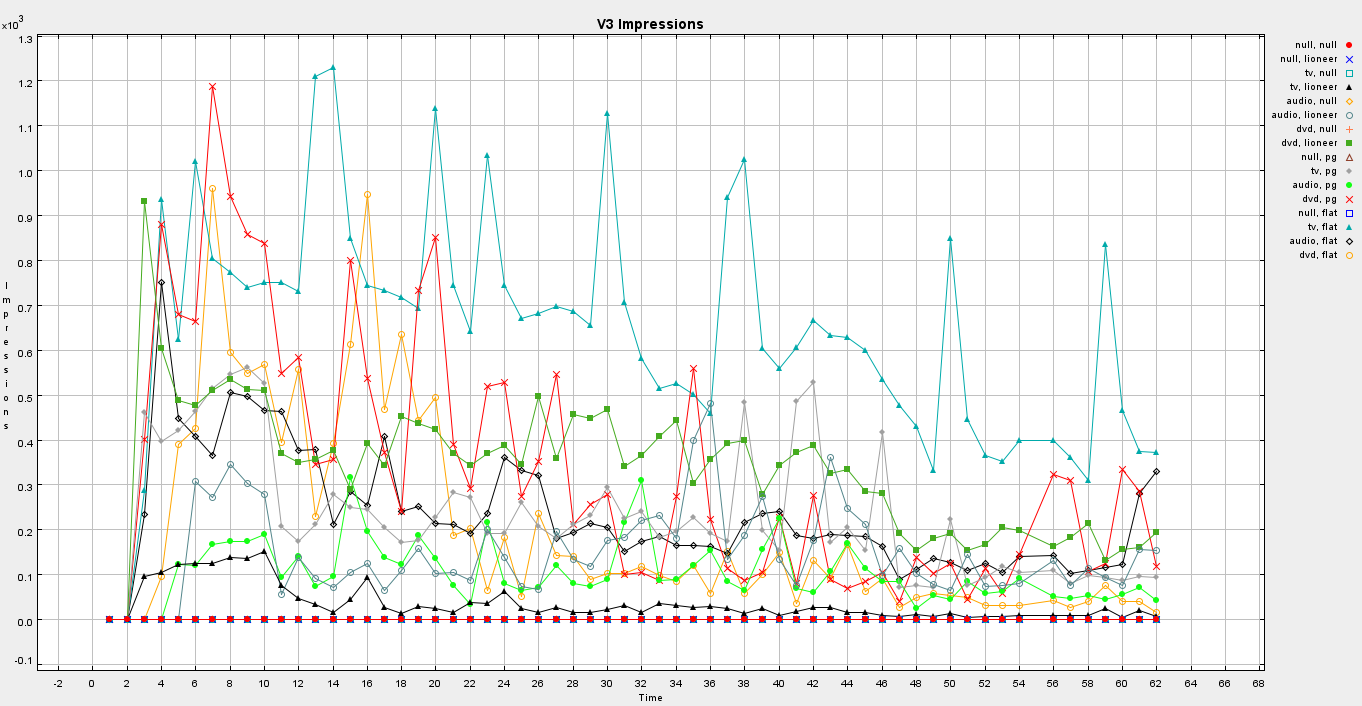 V3 Impressions
×10³
1.3
1.2
1.1
1.0
0.9
0.8
0.7
0.6
0.5
0.4
0.3
0.2
0.1
0.0
-0.1
Impressions
-2 0 2 4 6 8 10 12 14 16 18 20 22 24 26 28 30 32 34 36 38 40 42 44 46 48 50 52 54 56 58 60 62 64 66 68
Time
null, null
null, lioneer
tv, null
tv, lioneer
audio, null
audio, lioneer
dvd, null
dvd, lioneer
null, pg
tv, pg
audio, pg
dvd, pg
null, flat
tv, flat
audio, flat
dvd, flat